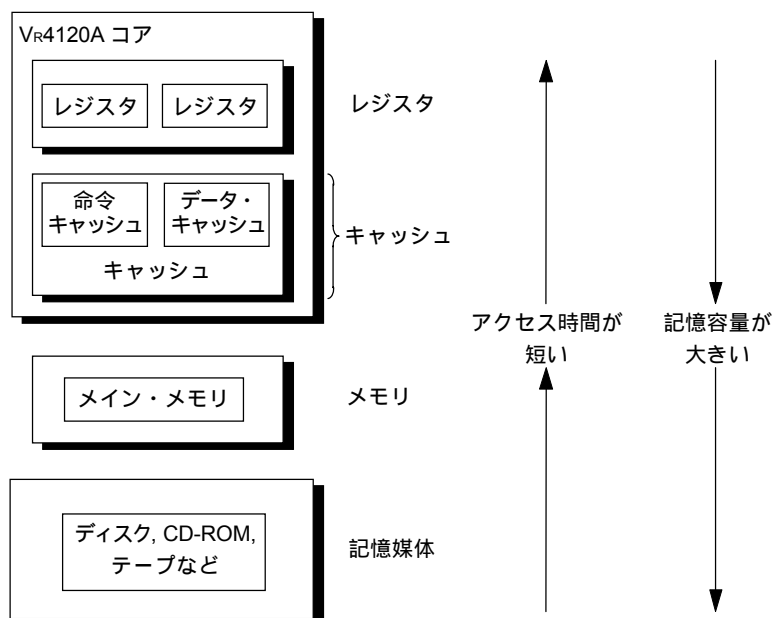 VR4120A コア
レジスタ
レジスタ
レジスタ
命令
キャッシュ
データ・
キャッシュ
キャッシュ
キャッシュ
アクセス時間が
短い
記憶容量が
大きい
メイン・メモリ
メモリ
ディスク, CD-ROM,
テープなど
記憶媒体